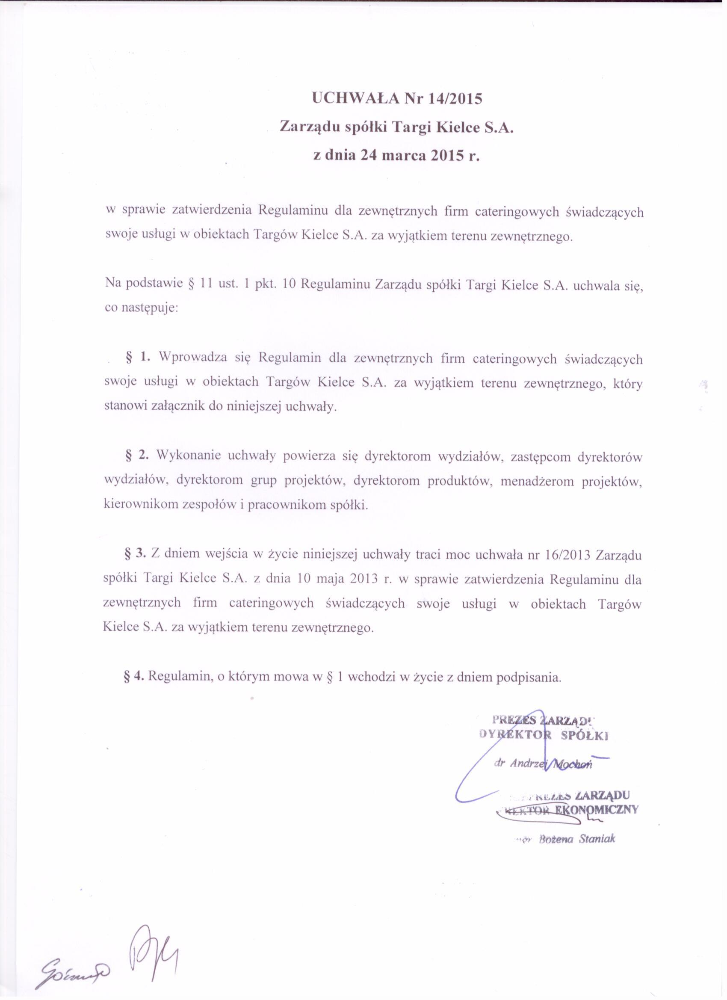 UCHWAŁA Nr 14/2015
Zarządu spółki Targi Kielce S.A.
z dnia 24 marca 2015 r.
w sprawie zatwierdzenia Regulaminu dla zewnętrznych firm cateringowych świadczących
swoje usługi w obiektach Targów Kielce S.A. za wyjątkiem terenu zewnętrznego.
Na podstawie § 11 ust. 1 pkt. 10 Regulaminu Zarządu spółki Targi Kielce S.A. uchwala się,
co następuje:
§ 1. Wprowadza się Regulamin dla zewnętrznych firm cateringowych świadczących
swoje usługi w obiektach Targów Kielce S.A. za wyjątkiem terenu zewnętrznego, który
stanowi załącznik do niniejszej uchwały.
§ 2. Wykonanie uchwały powierza się dyrektorom wydziałów, zastępcom dyrektorów
wydziałów, dyrektorom grup projektów, dyrektorom produktów, menadżerom projektów,
kierownikom zespołów i pracownikom spółki.
§ 3. Z dniem wejścia w życie niniejszej uchwały traci moc uchwała nr 16/2013 Zarządu
spółki Targi Kielce S.A. z dnia 10 maja 2013 r. w sprawie zatwierdzenia Regulaminu dla
zewnętrznych firm cateringowych świadczących swoje usługi w obiektach Targów
Kielce S.A. za wyjątkiem terenu zewnętrznego.
§ 4. Regulamin, o którym mowa w § 1 wchodzi w życie z dniem podpisania.
PREZES ZARZĄDU
DYREKTOR SPÓŁKI
dr Andrzej Mochoń
ZARZĄDU
EKONOMICZNY
Bożena Staniak